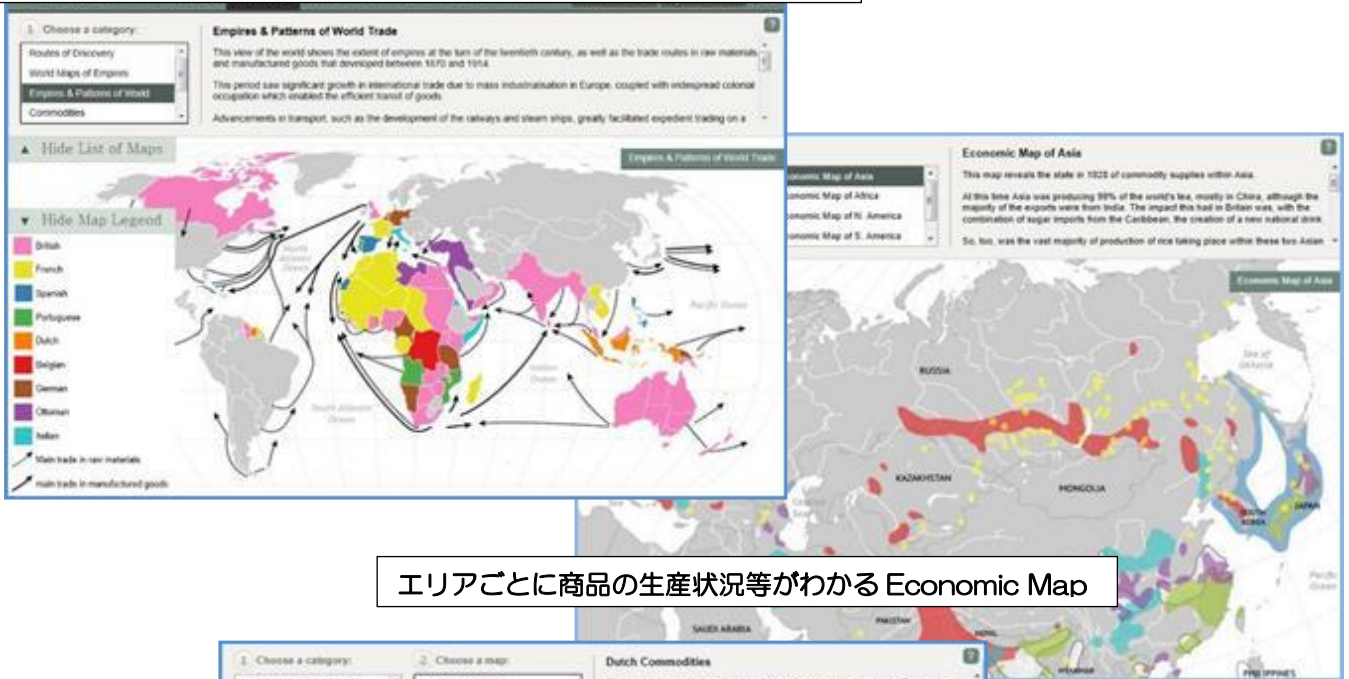 1 Choose a category:
Routes of Discovery
World Maps of Empires
Empires & Patterns of World
Commodities
Empires & Patterns of World Trade
This view of the world shows the extent of empires at the turn of the twentieth century, as well as the trade routes in raw materials
and manufactured goods that developed between 1870 and 1914.
This period saw significant growth in international trade due to mass industrialisation in Europe, coupled with widespread colonial
occupation which enabled the efficient transit of goods.
Advancements in transport, such as the development of the railways and steam ships, greatly facilitated expedient trading on a
?
▲ Hide List of Maps
Empires & Patterns of World Trade
▼ Hide Map Legend
British
French
Spanish
Portuguese
Dutch
Belgian
German
Ottoman
Italian
Main trade in raw materials
main trade in manufactured goods
North
Atlantic
Ocean
South Atlantic
Ocean
Indian
Ocean
Pacific Ocean
onomic Map of Asia
onomic Map of Africa
onomic Map of N. America
onomic Map of S. America
Economic Map of Asia
This map reveals the state in 1928 of commodity supplies within Asia.
At this time Asia was producing 99% of the world's tea, mostly in China, although the
majority of the exports were from India. The impact this had in Britain was, with the
combination of sugar imports from the Caribbean, the creation of a new national drink.
So, too, was the vast majority of production of rice taking place within these two Asian
?
Economic Map of Asia
RUSSIA
Sea of
Okhotsk
KAZAKHSTAN
MONGOLIA
Caspian
Sea
SOUTH
KOREA
JAPAN
Pacific
Ocean
エリアごとに商品の生産状況等がわかる Economic Map
SAUDI ARABIA
PAKISTAN
NEPAL
MYANMAR
PHILIPPINES
1 Choose a category:
2 Choose a map:
Dutch Commodities
?